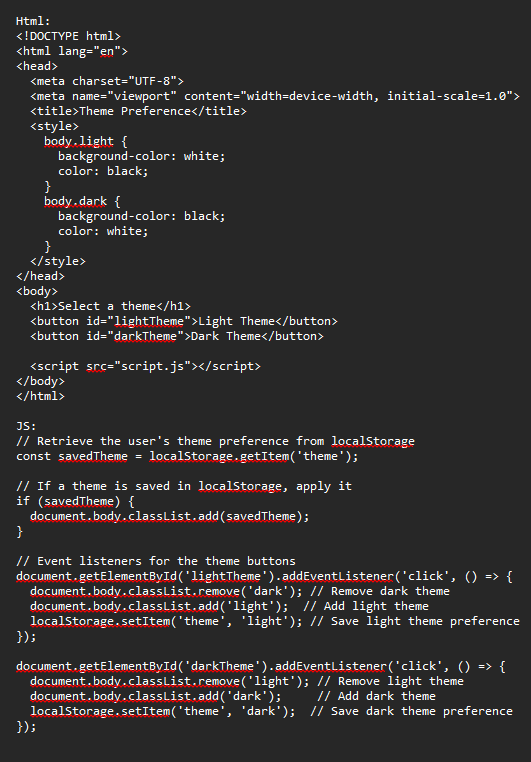 Html:
<!DOCTYPE html>
<html lang="en">
<head>
  <meta charset="UTF-8">
  <meta name="viewport" content="width=device-width, initial-scale=1.0">
  <title>Theme Preference</title>
  <style>
    body.light {
      background-color: white;
      color: black;
    }
    body.dark {
      background-color: black;
      color: white;
    }
  </style>
</head>
<body>
  <h1>Select a theme</h1>
  <button id="lightTheme">Light Theme</button>
  <button id="darkTheme">Dark Theme</button>

  <script src="script.js"></script>
</body>
</html>

JS:
// Retrieve the user's theme preference from localStorage
const savedTheme = localStorage.getItem('theme');

// If a theme is saved in localStorage, apply it
if (savedTheme) {
  document.body.classList.add(savedTheme);
}

// Event listeners for the theme buttons
document.getElementById('lightTheme').addEventListener('click', () => {
  document.body.classList.remove('dark'); // Remove dark theme
  document.body.classList.add('light');  // Add light theme
  localStorage.setItem('theme', 'light'); // Save light theme preference
});

document.getElementById('darkTheme').addEventListener('click', () => {
  document.body.classList.remove('light'); // Remove light theme
  document.body.classList.add('dark');     // Add dark theme
  localStorage.setItem('theme', 'dark');  // Save dark theme preference
});